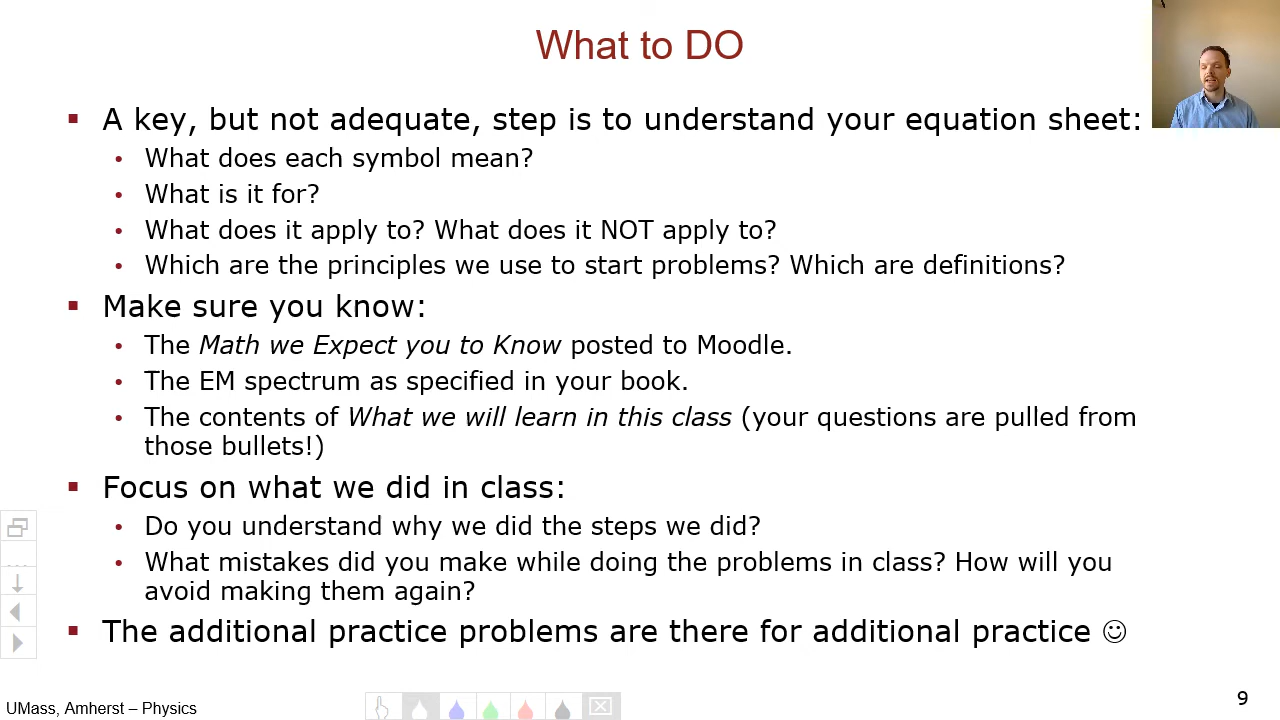 What to DO
A key, but not adequate, step is to understand your equation sheet:
What does each symbol mean?
What is it for?
What does it apply to? What does it NOT apply to?
Which are the principles we use to start problems? Which are definitions?
Make sure you know:
The Math we Expect you to Know posted to Moodle.
The EM spectrum as specified in your book.
The contents of What we will learn in this class (your questions are pulled from
those bullets!)
Focus on what we did in class:
Do you understand why we did the steps we did?
What mistakes did you make while doing the problems in class? How will you
avoid making them again?
The additional practice problems are there for additional practice ☺
UMass, Amherst – Physics
9